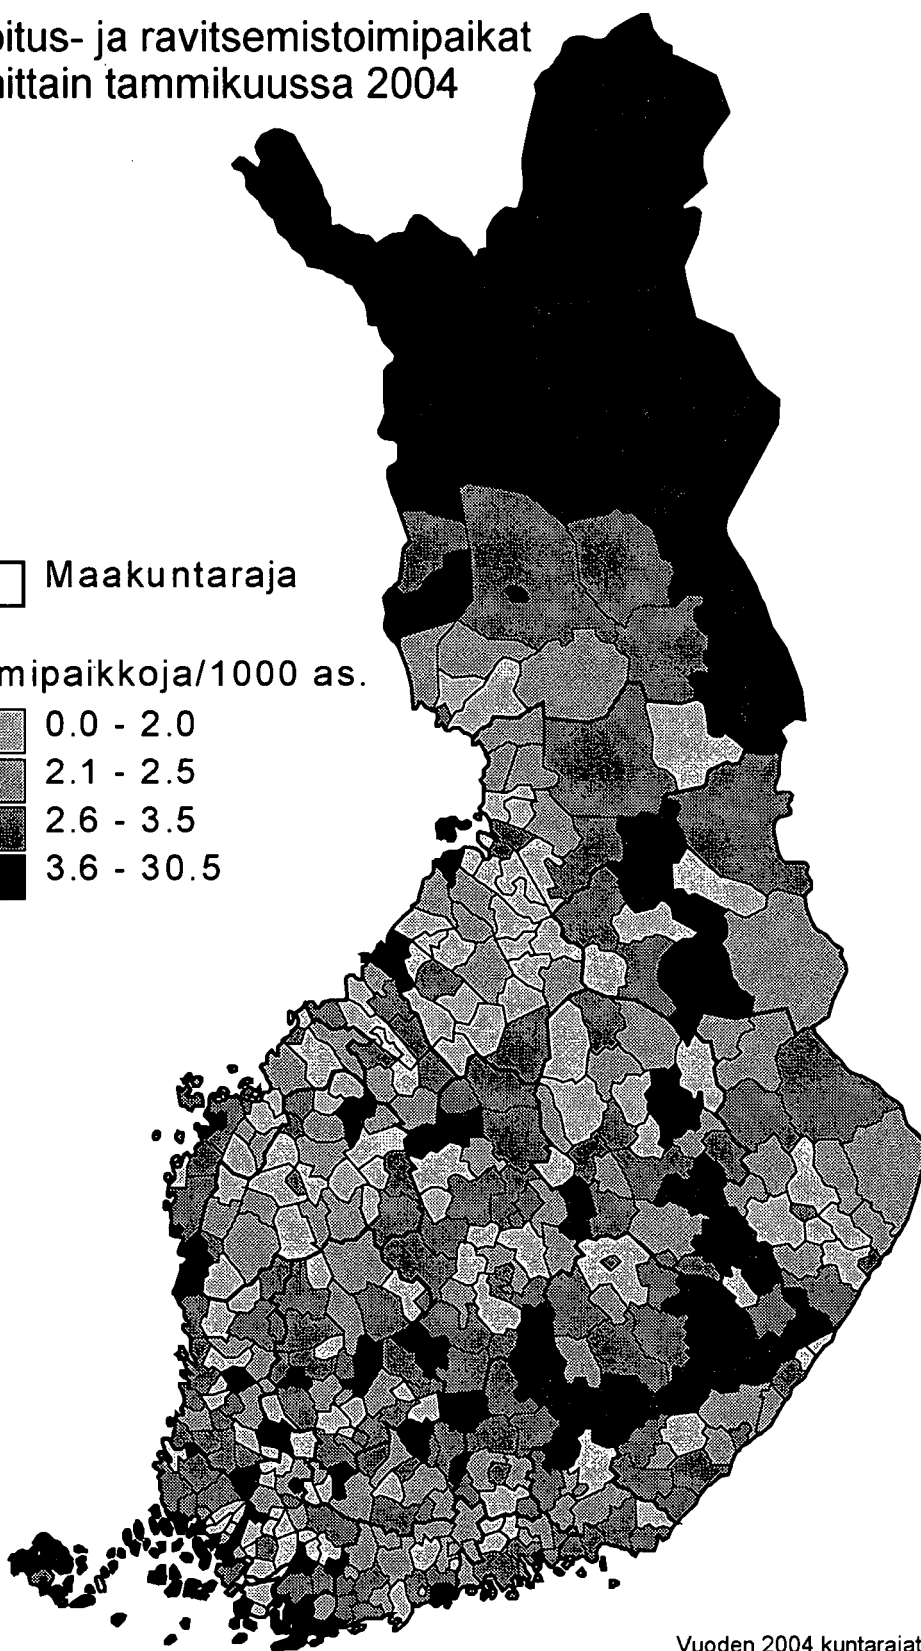 oitus- ja ravitsemistoimipaikat
ittain tammikuussa 2004
Maakuntaraja
mipaikkoja/1000 as.
0.0 - 2.0
2.1 - 2.5
2.6 - 3.5
3.6 - 30.5
Vuoden 2004 kuntarajat